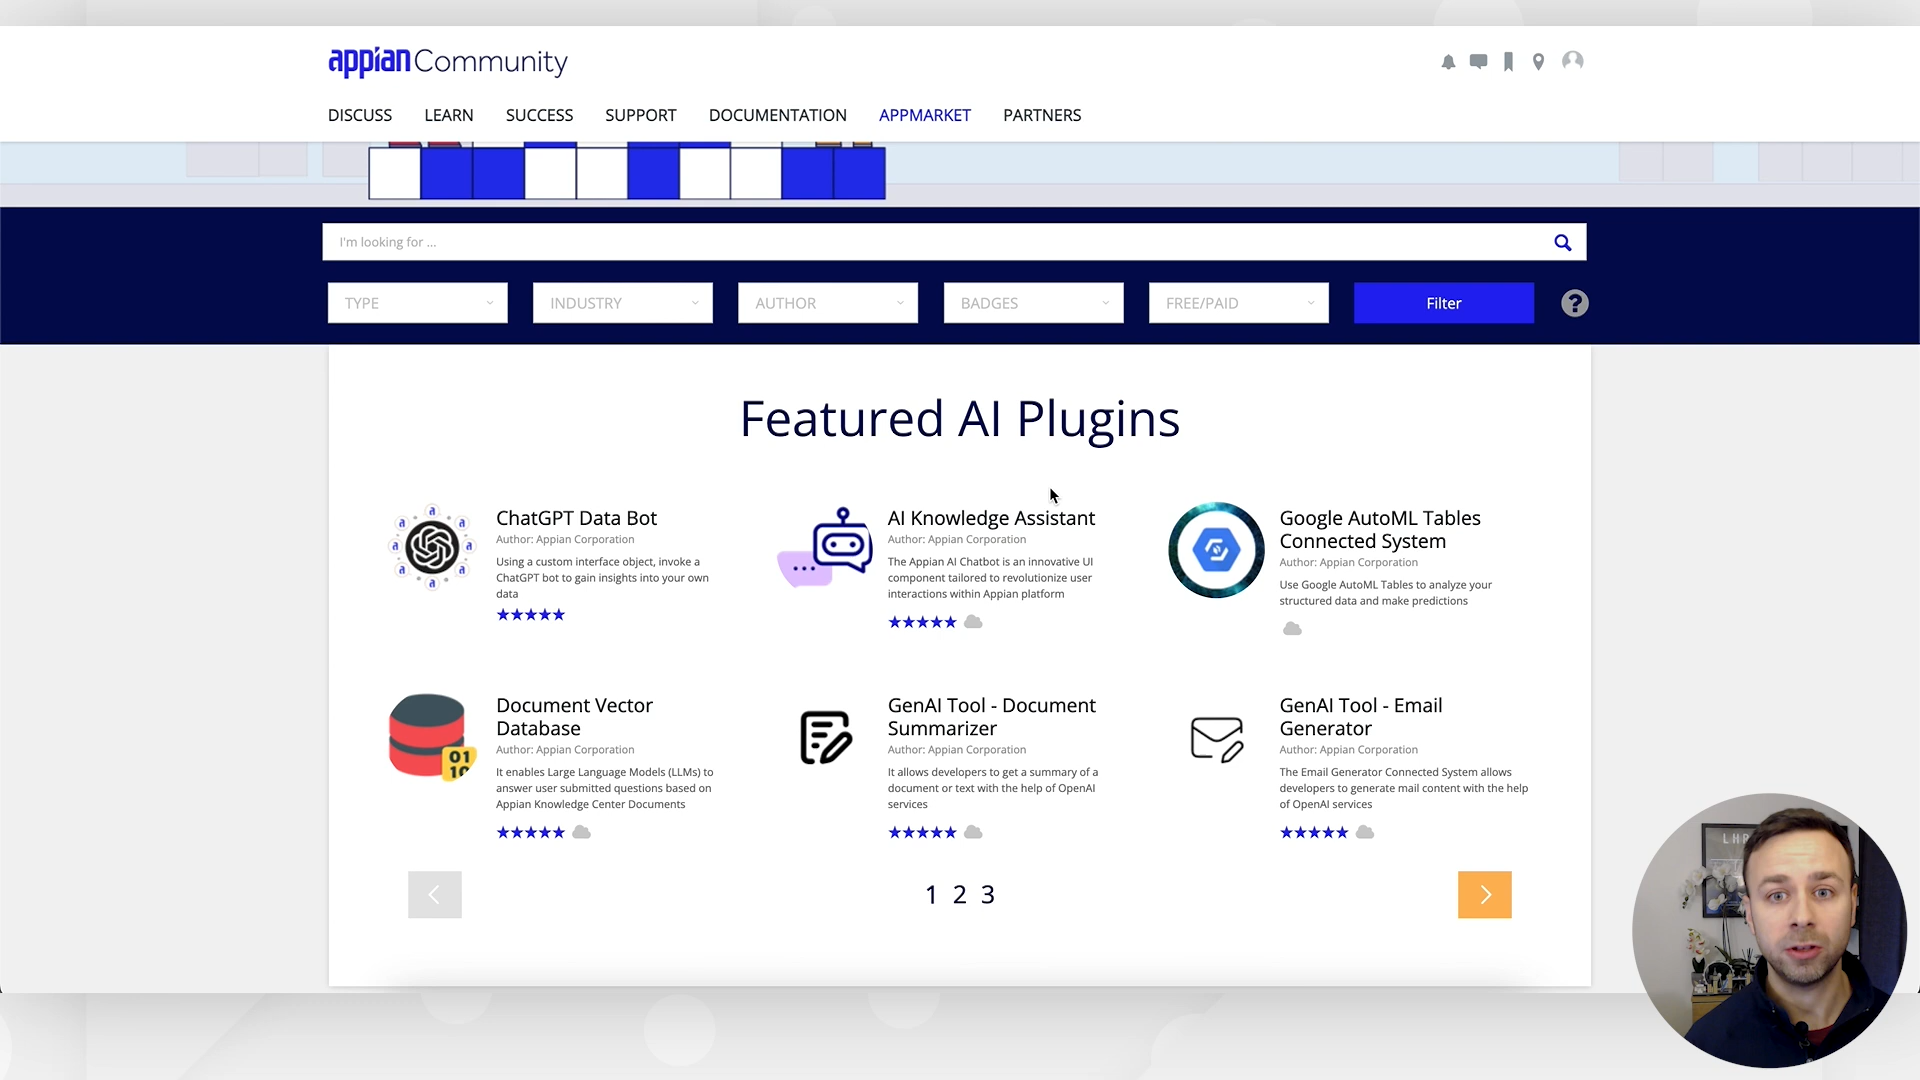 appian Community
DISCUSS LEARN SUCCESS SUPPORT DOCUMENTATION APPMARKET PARTNERS
I'm looking for ...
TYPE INDUSTRY AUTHOR BADGES FREE/PAID Filter ?
Featured AI Plugins
a
a a
a a
a a
a
ChatGPT Data Bot
Author: Appian Corporation
Using a custom interface object, invoke a
ChatGPT bot to gain insights into your own
data
AI Knowledge Assistant
Author: Appian Corporation
The Appian AI Chatbot is an innovative UI
component tailored to revolutionize user
interactions within Appian platform
Google AutoML Tables
Connected System
Author: Appian Corporation
Use Google AutoML Tables to analyze your
structured data and make predictions
01
10
Document Vector
Database
Author: Appian Corporation
It enables Large Language Models (LLMs) to
answer user submitted questions based on
Appian Knowledge Center Documents
GenAI Tool - Document
Summarizer
Author: Appian Corporation
It allows developers to get a summary of a
document or text with the help of OpenAI
services
GenAI Tool - Email
Generator
Author: Appian Corporation
The Email Generator Connected System allows
developers to generate mail content with the help
of OpenAI services
1 2 3
LHR